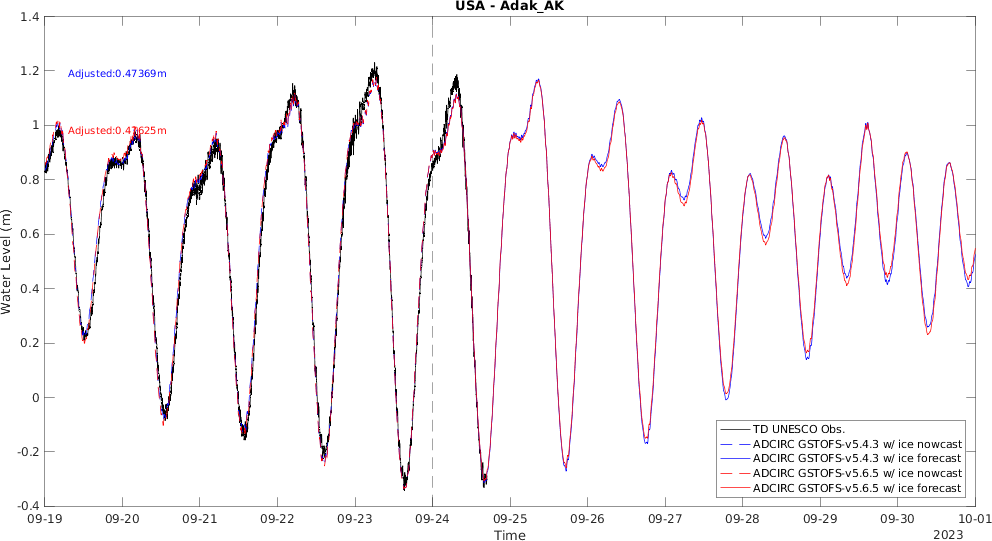 USA - Adak_AK
1.4
1.2
1
0.8
0.6
0.4
0.2
0
-0.2
-0.4
Water Level (m)
Adjusted:0.47369m
Adjusted:0.47625m
TD UNESCO Obs.
ADCIRC GSTOFS-v5.4.3 w/ ice nowcast
ADCIRC GSTOFS-v5.4.3 w/ ice forecast
ADCIRC GSTOFS-v5.6.5 w/ ice nowcast
ADCIRC GSTOFS-v5.6.5 w/ ice forecast
09-19 09-20 09-21 09-22 09-23 09-24 09-25 09-26 09-27 09-28 09-29 09-30 10-01
Time
2023